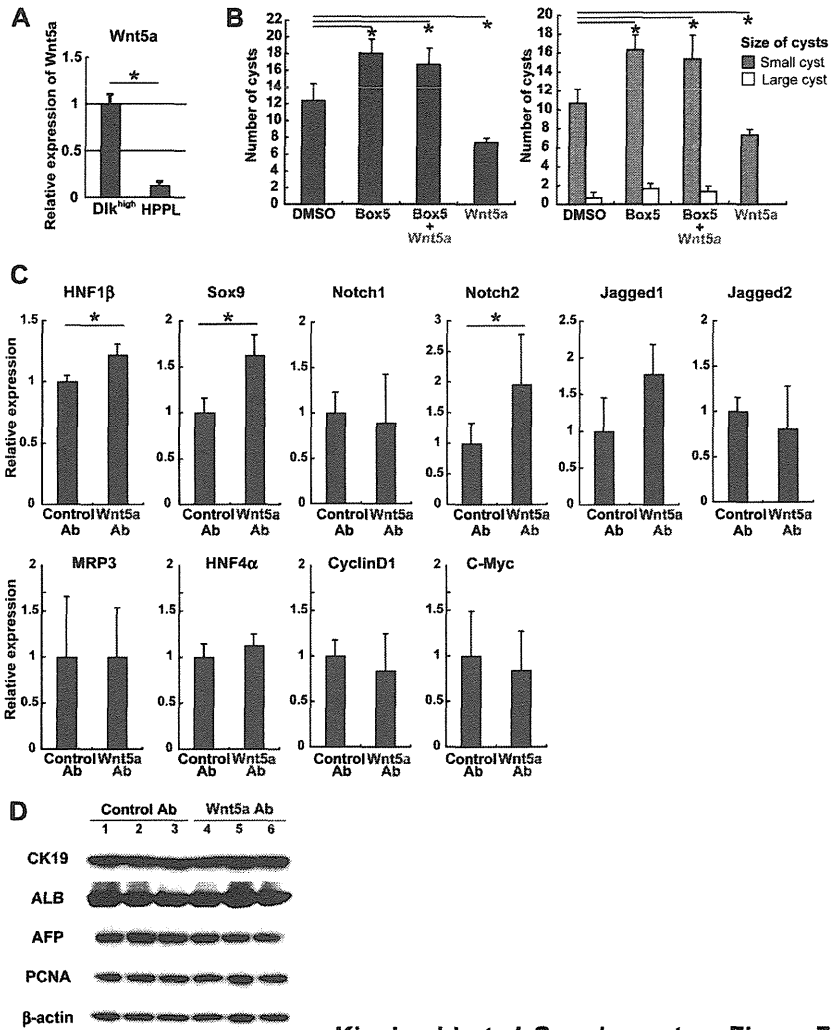 A
Wnt5a
Relative expression of Wnt5a
*
1
0.5
0
Dlk^high HPPL
B
Number of cysts
22
20
18
16
14
12
10
8
6
4
2
0
* * *
DMSO Box5 Box5 + Wnt5a Wnt5a
Number of cysts
20
18
16
14
12
10
8
6
4
2
0
* * *
DMSO Box5 Box5 + Wnt5a Wnt5a
Size of cysts
Small cyst
Large cyst
C
Relative expression
HNF1β
1.5
1
0.5
0
*
Control Ab Wnt5a Ab
Sox9
2
1.5
1
0.5
0
*
Control Ab Wnt5a Ab
Notch1
2
1.5
1
0.5
0
Control Ab Wnt5a Ab
Notch2
3
2.5
2
1.5
1
0.5
0
*
Control Ab Wnt5a Ab
Jagged1
2.5
2
1.5
1
0.5
0
Control Ab Wnt5a Ab
Jagged2
2
1.5
1
0.5
0
Control Ab Wnt5a Ab
Relative expression
MRP3
2
1.5
1
0.5
0
Control Ab Wnt5a Ab
HNF4α
2
1.5
1
0.5
0
Control Ab Wnt5a Ab
CyclinD1
2
1.5
1
0.5
0
Control Ab Wnt5a Ab
C-Myc
2
1.5
1
0.5
0
Control Ab Wnt5a Ab
D
Control Ab Wnt5a Ab
1 2 3 4 5 6
CK19
ALB
AFP
PCNA
β-actin